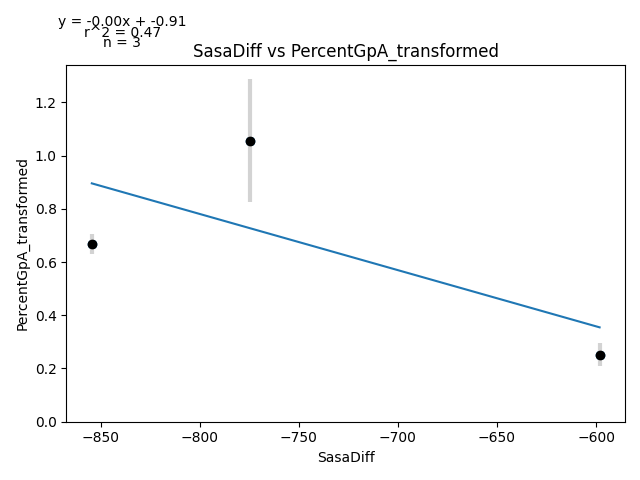 y = -0.00x + -0.91
r^2 = 0.47
n = 3
SasaDiff vs PercentGpA_transformed
PercentGpA_transformed
1.2
1.0
0.8
0.6
0.4
0.2
0.0
−850
−800
−750
−700
−650
−600
SasaDiff